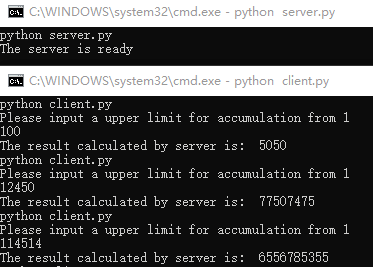 C:\WINDOWS\system32\cmd.exe - python  server.py
python server.py
The server is ready
C:\WINDOWS\system32\cmd.exe - python  client.py
python client.py
Please input a upper limit for accumulation from 1
100
The result calculated by server is:  5050
python client.py
Please input a upper limit for accumulation from 1
12450
The result calculated by server is:  77507475
python client.py
Please input a upper limit for accumulation from 1
114514
The result calculated by server is:  6556785355